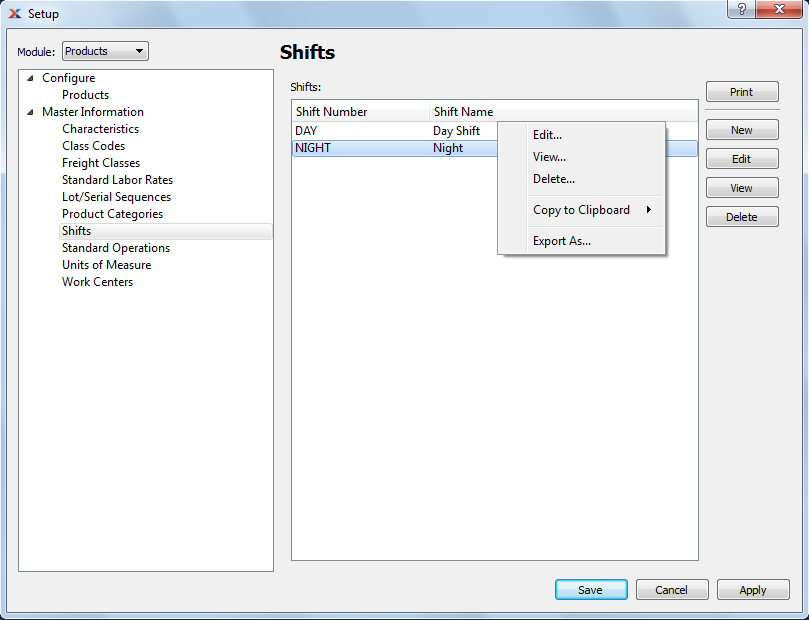 Setup
?
Module: Products
Configure
Products
Master Information
Characteristics
Class Codes
Freight Classes
Standard Labor Rates
Lot/Serial Sequences
Product Categories
Shifts
Standard Operations
Units of Measure
Work Centers
Shifts
Shifts:
Shift Number Shift Name
DAY Day Shift
NIGHT Night
Edit...
View...
Delete...
Copy to Clipboard
Export As...
Print
New
Edit
View
Delete
Save Cancel Apply